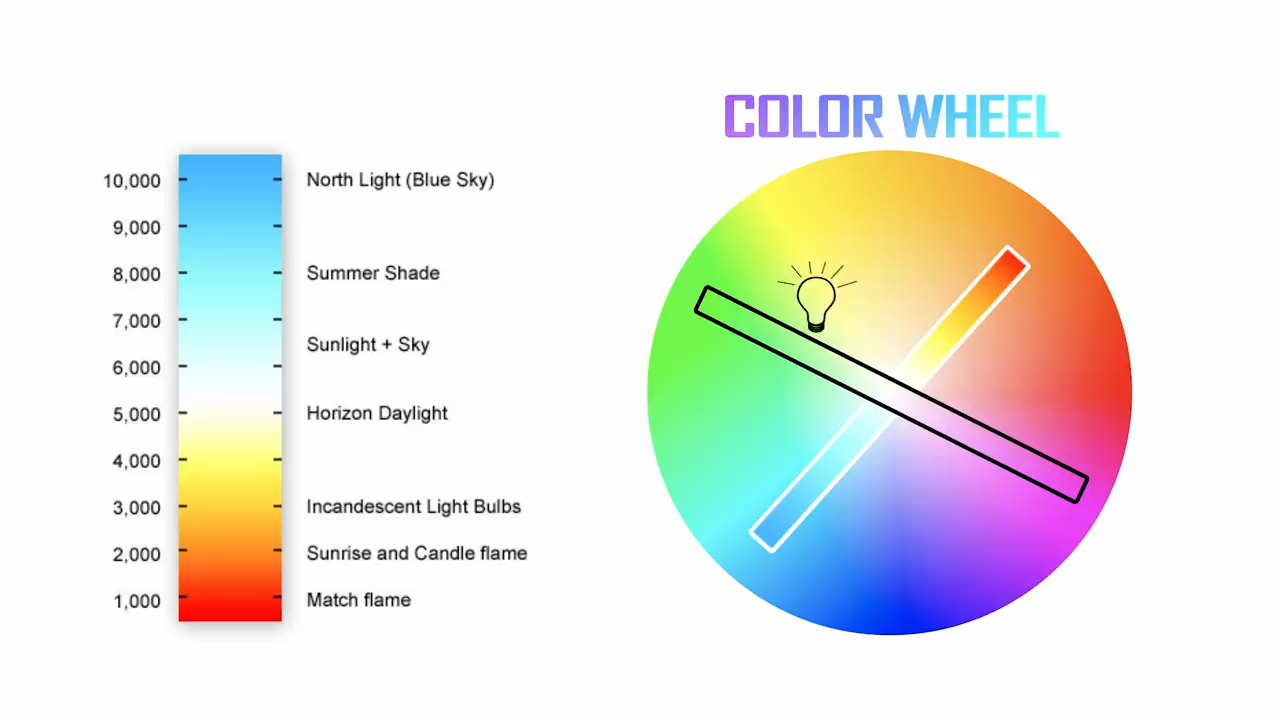 COLOR WHEEL
10,000 North Light (Blue Sky)
9,000
8,000 Summer Shade
7,000
Sunlight + Sky
6,000
5,000 Horizon Daylight
4,000
3,000 Incandescent Light Bulbs
2,000 Sunrise and Candle flame
1,000 Match flame